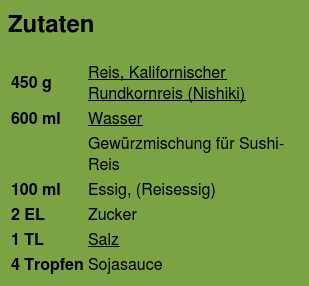 Zutaten
450 g Reis, Kalifornischer
Rundkornreis (Nishiki)
600 ml Wasser
Gewürzmischung für Sushi-
Reis
100 ml Essig, (Reisessig)
2 EL Zucker
1 TL Salz
4 Tropfen Sojasauce